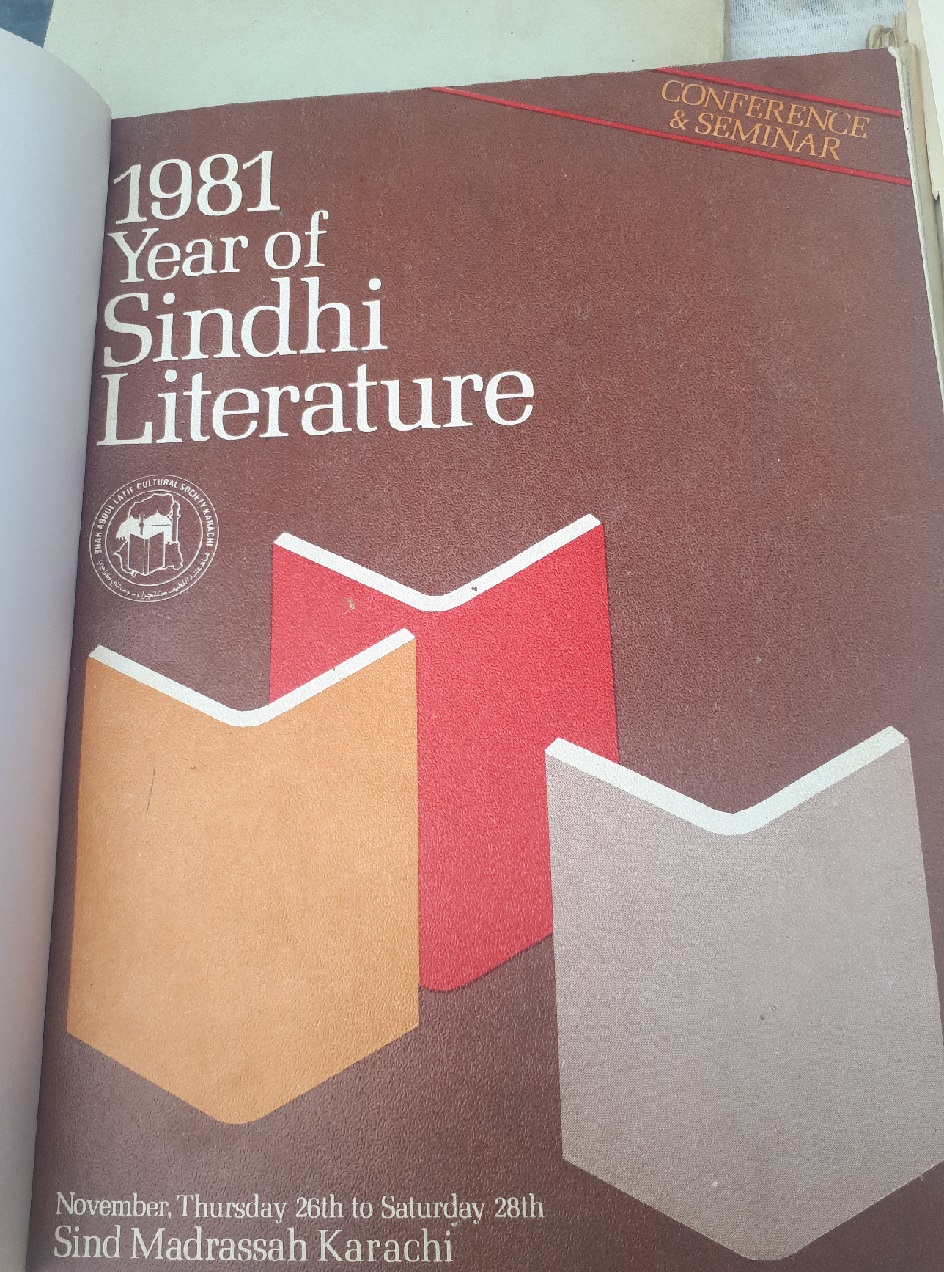 CONFERENCE
& SEMINAR
1981
Year of
Sindhi
Literature
SHAH ABDUL LATIF CULTURAL SOCIETY KARACHI
November, Thursday 26th to Saturday 28th
Sind Madrassah Karachi